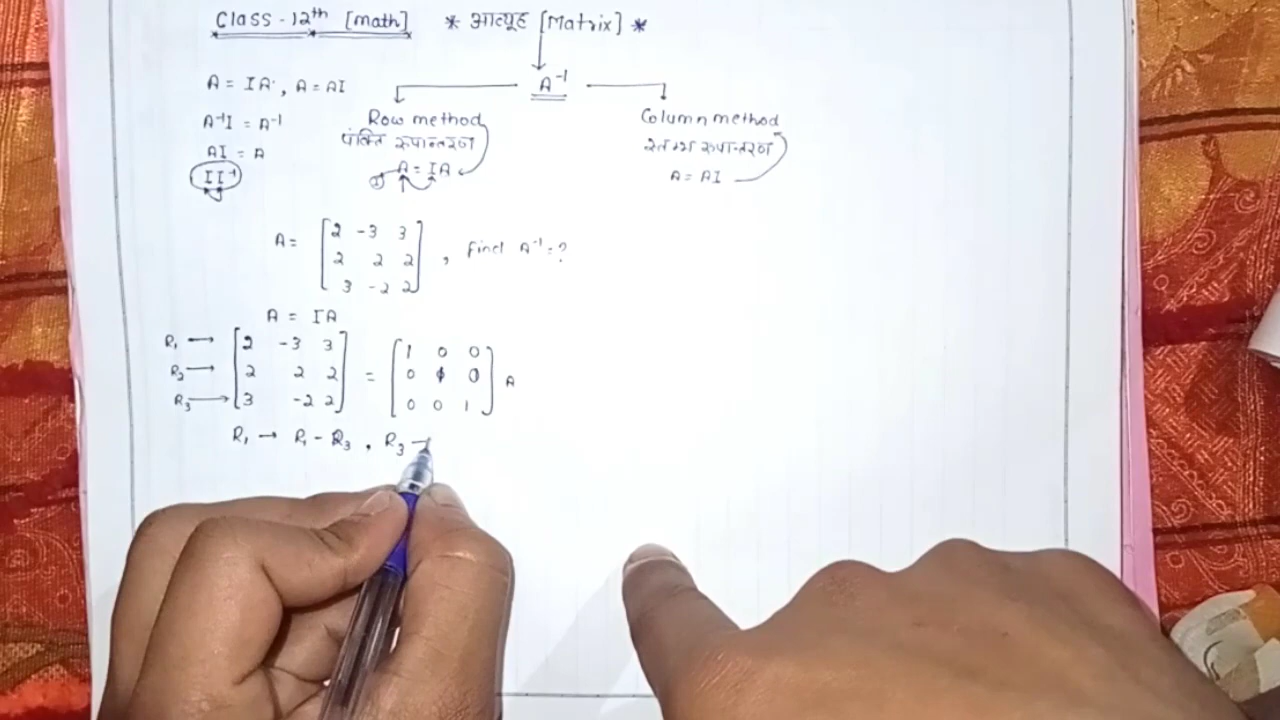 Class - 12th [math] * आव्यूह [Matrix] *
A⁻¹
A = IA, A = AI
A⁻¹I = A⁻¹
AI = A
II⁻¹
Row method
पंक्ति रुपान्तरण
① A = IA
Column method
स्तम्भ रुपान्तरण
A = AI
A = [2 -3 3
2 2 2
3 -2 2] , find A⁻¹ = ?
A = IA
R₁ → [2 -3 3] [1 0 0]
R₂ → [2 2 2] = [0 1 0] A
R₃ → [3 -2 2] [0 0 1]
R₁ → R₁ - R₃ , R₃ →